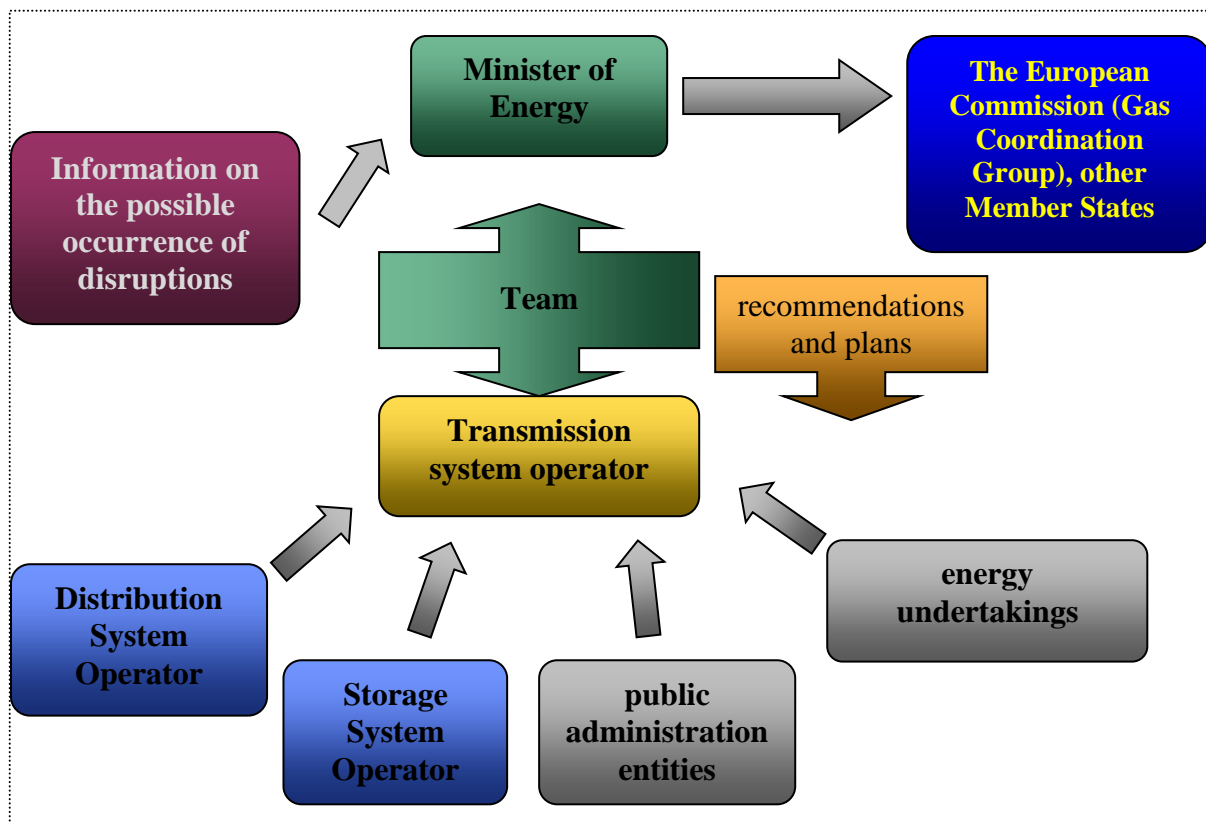 Minister of
Energy
The European
Commission (Gas
Coordination
Group), other
Member States
Information on
the possible
occurrence of
disruptions
Team
recommendations
and plans
Transmission
system operator
Distribution
System
Operator
Storage
System
Operator
public
administration
entities
energy
undertakings